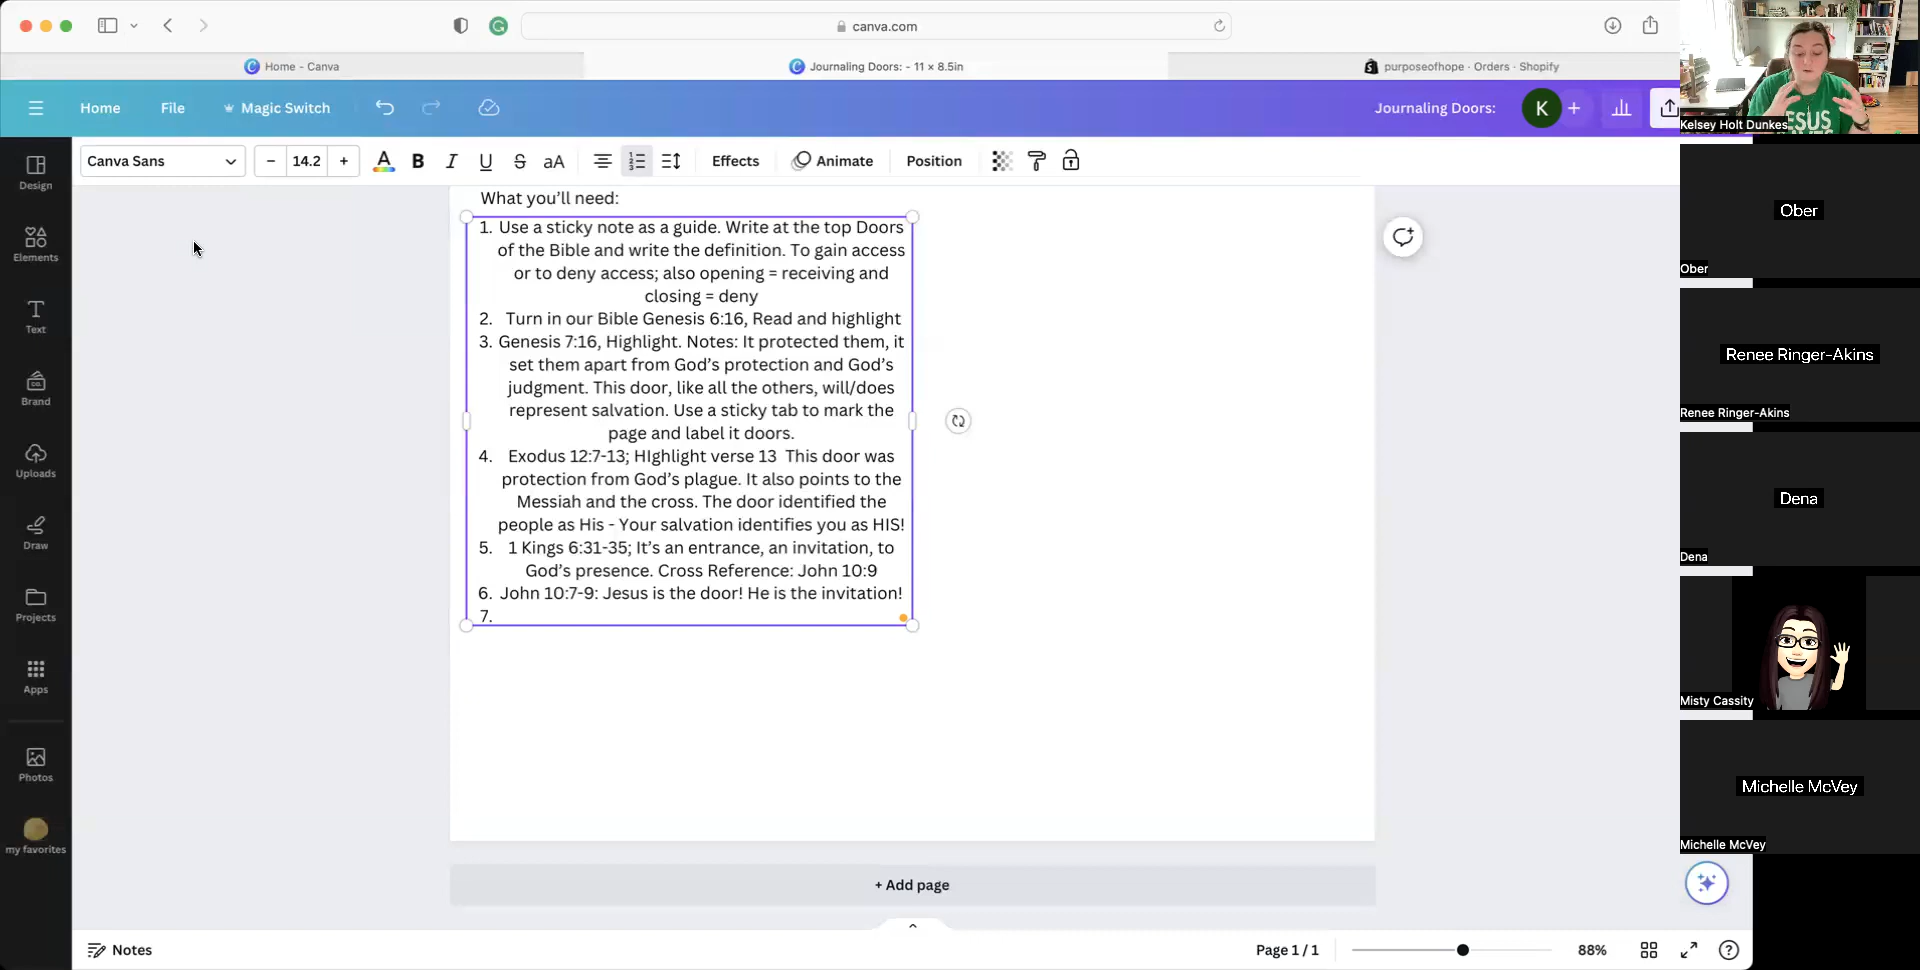 canva.com
Home - Canva
Journaling Doors: - 11 × 8.5in
purposeofhope · Orders · Shopify
Home File Magic Switch
Journaling Doors:
K
Canva Sans
– 14.2 +
A B I U S aA
Effects Animate Position
Design
Elements
Text
Brand
Uploads
Draw
Projects
Apps
Photos
my favorites
What you’ll need:
1. Use a sticky note as a guide. Write at the top Doors
of the Bible and write the definition. To gain access
or to deny access; also opening = receiving and
closing = deny
2. Turn in our Bible Genesis 6:16, Read and highlight
3. Genesis 7:16, Highlight. Notes: It protected them, it
set them apart from God’s protection and God’s
judgment. This door, like all the others, will/does
represent salvation. Use a sticky tab to mark the
page and label it doors.
4. Exodus 12:7-13; HIghlight verse 13  This door was
protection from God’s plague. It also points to the
Messiah and the cross. The door identified the
people as His - Your salvation identifies you as HIS!
5. 1 Kings 6:31-35; It’s an entrance, an invitation, to
God’s presence. Cross Reference: John 10:9
6. John 10:7-9: Jesus is the door! He is the invitation!
7.
+ Add page
Notes
Page 1 / 1
88%
Kelsey Holt Dunkes
Ober
Ober
Renee Ringer-Akins
Renee Ringer-Akins
Dena
Dena
Misty Cassity
Michelle McVey
Michelle McVey